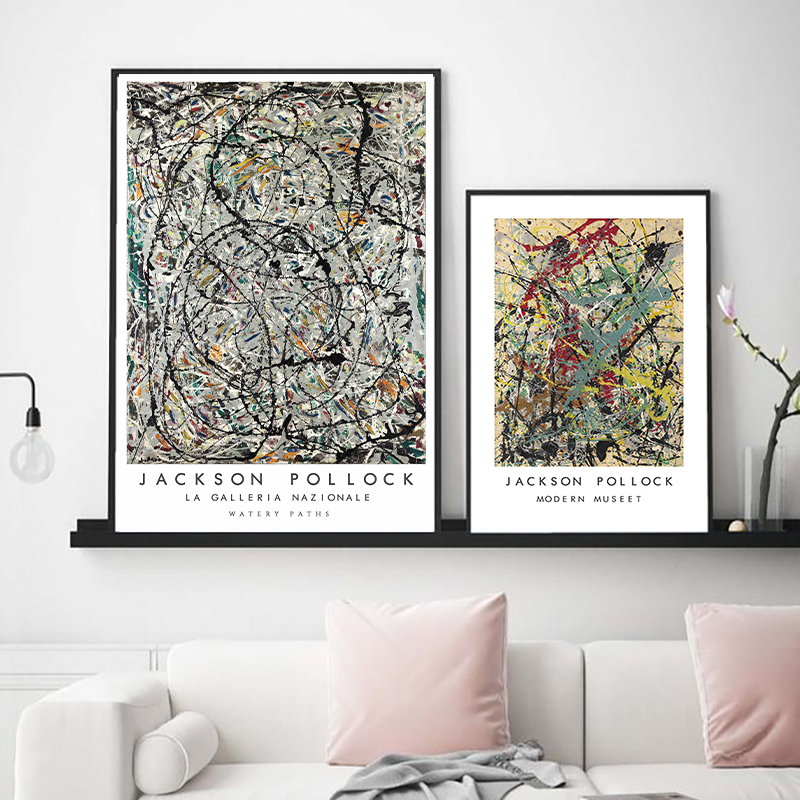 JACKSON POLLOCK
LA GALLERIA NAZIONALE
WATERY PATHS
JACKSON POLLOCK
MODERN MUSEET